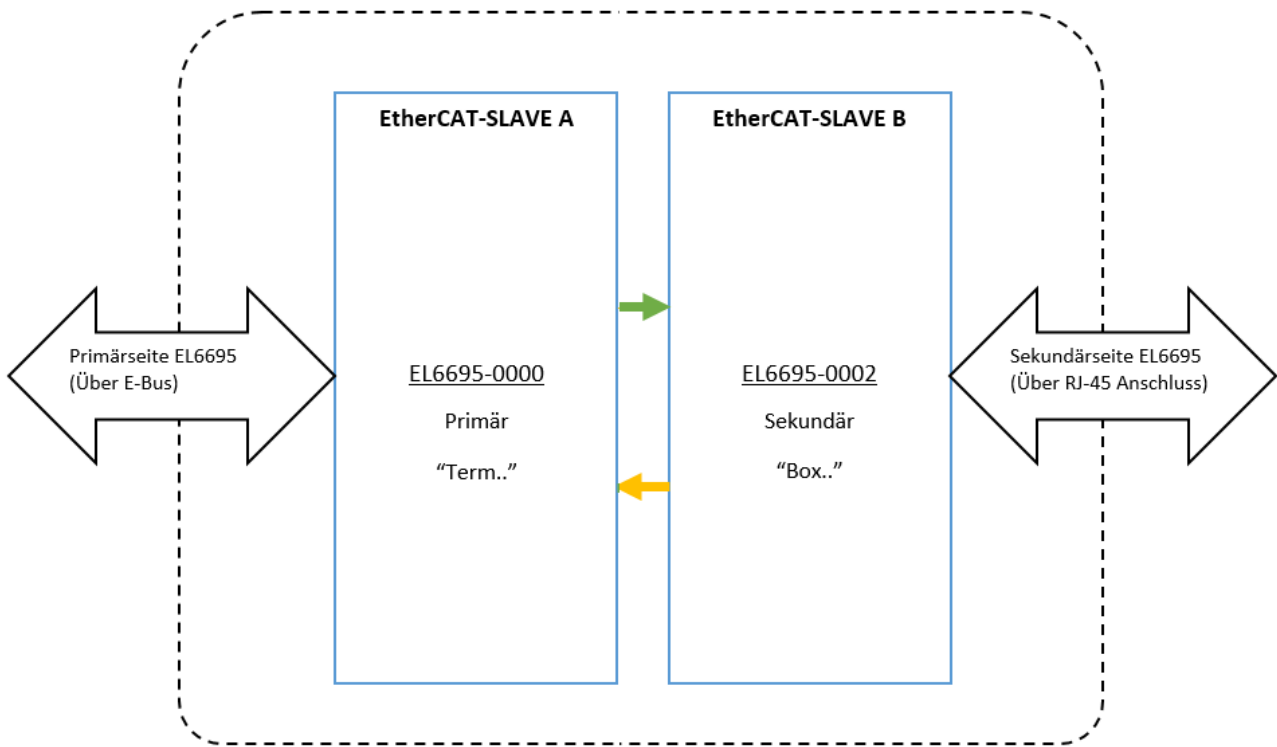 EtherCAT-SLAVE A
EtherCAT-SLAVE B
Primärseite EL6695
(Über E-Bus)
EL6695-0000
Primär
“Term..”
EL6695-0002
Sekundär
“Box..”
Sekundärseite EL6695
(Über RJ-45 Anschluss)